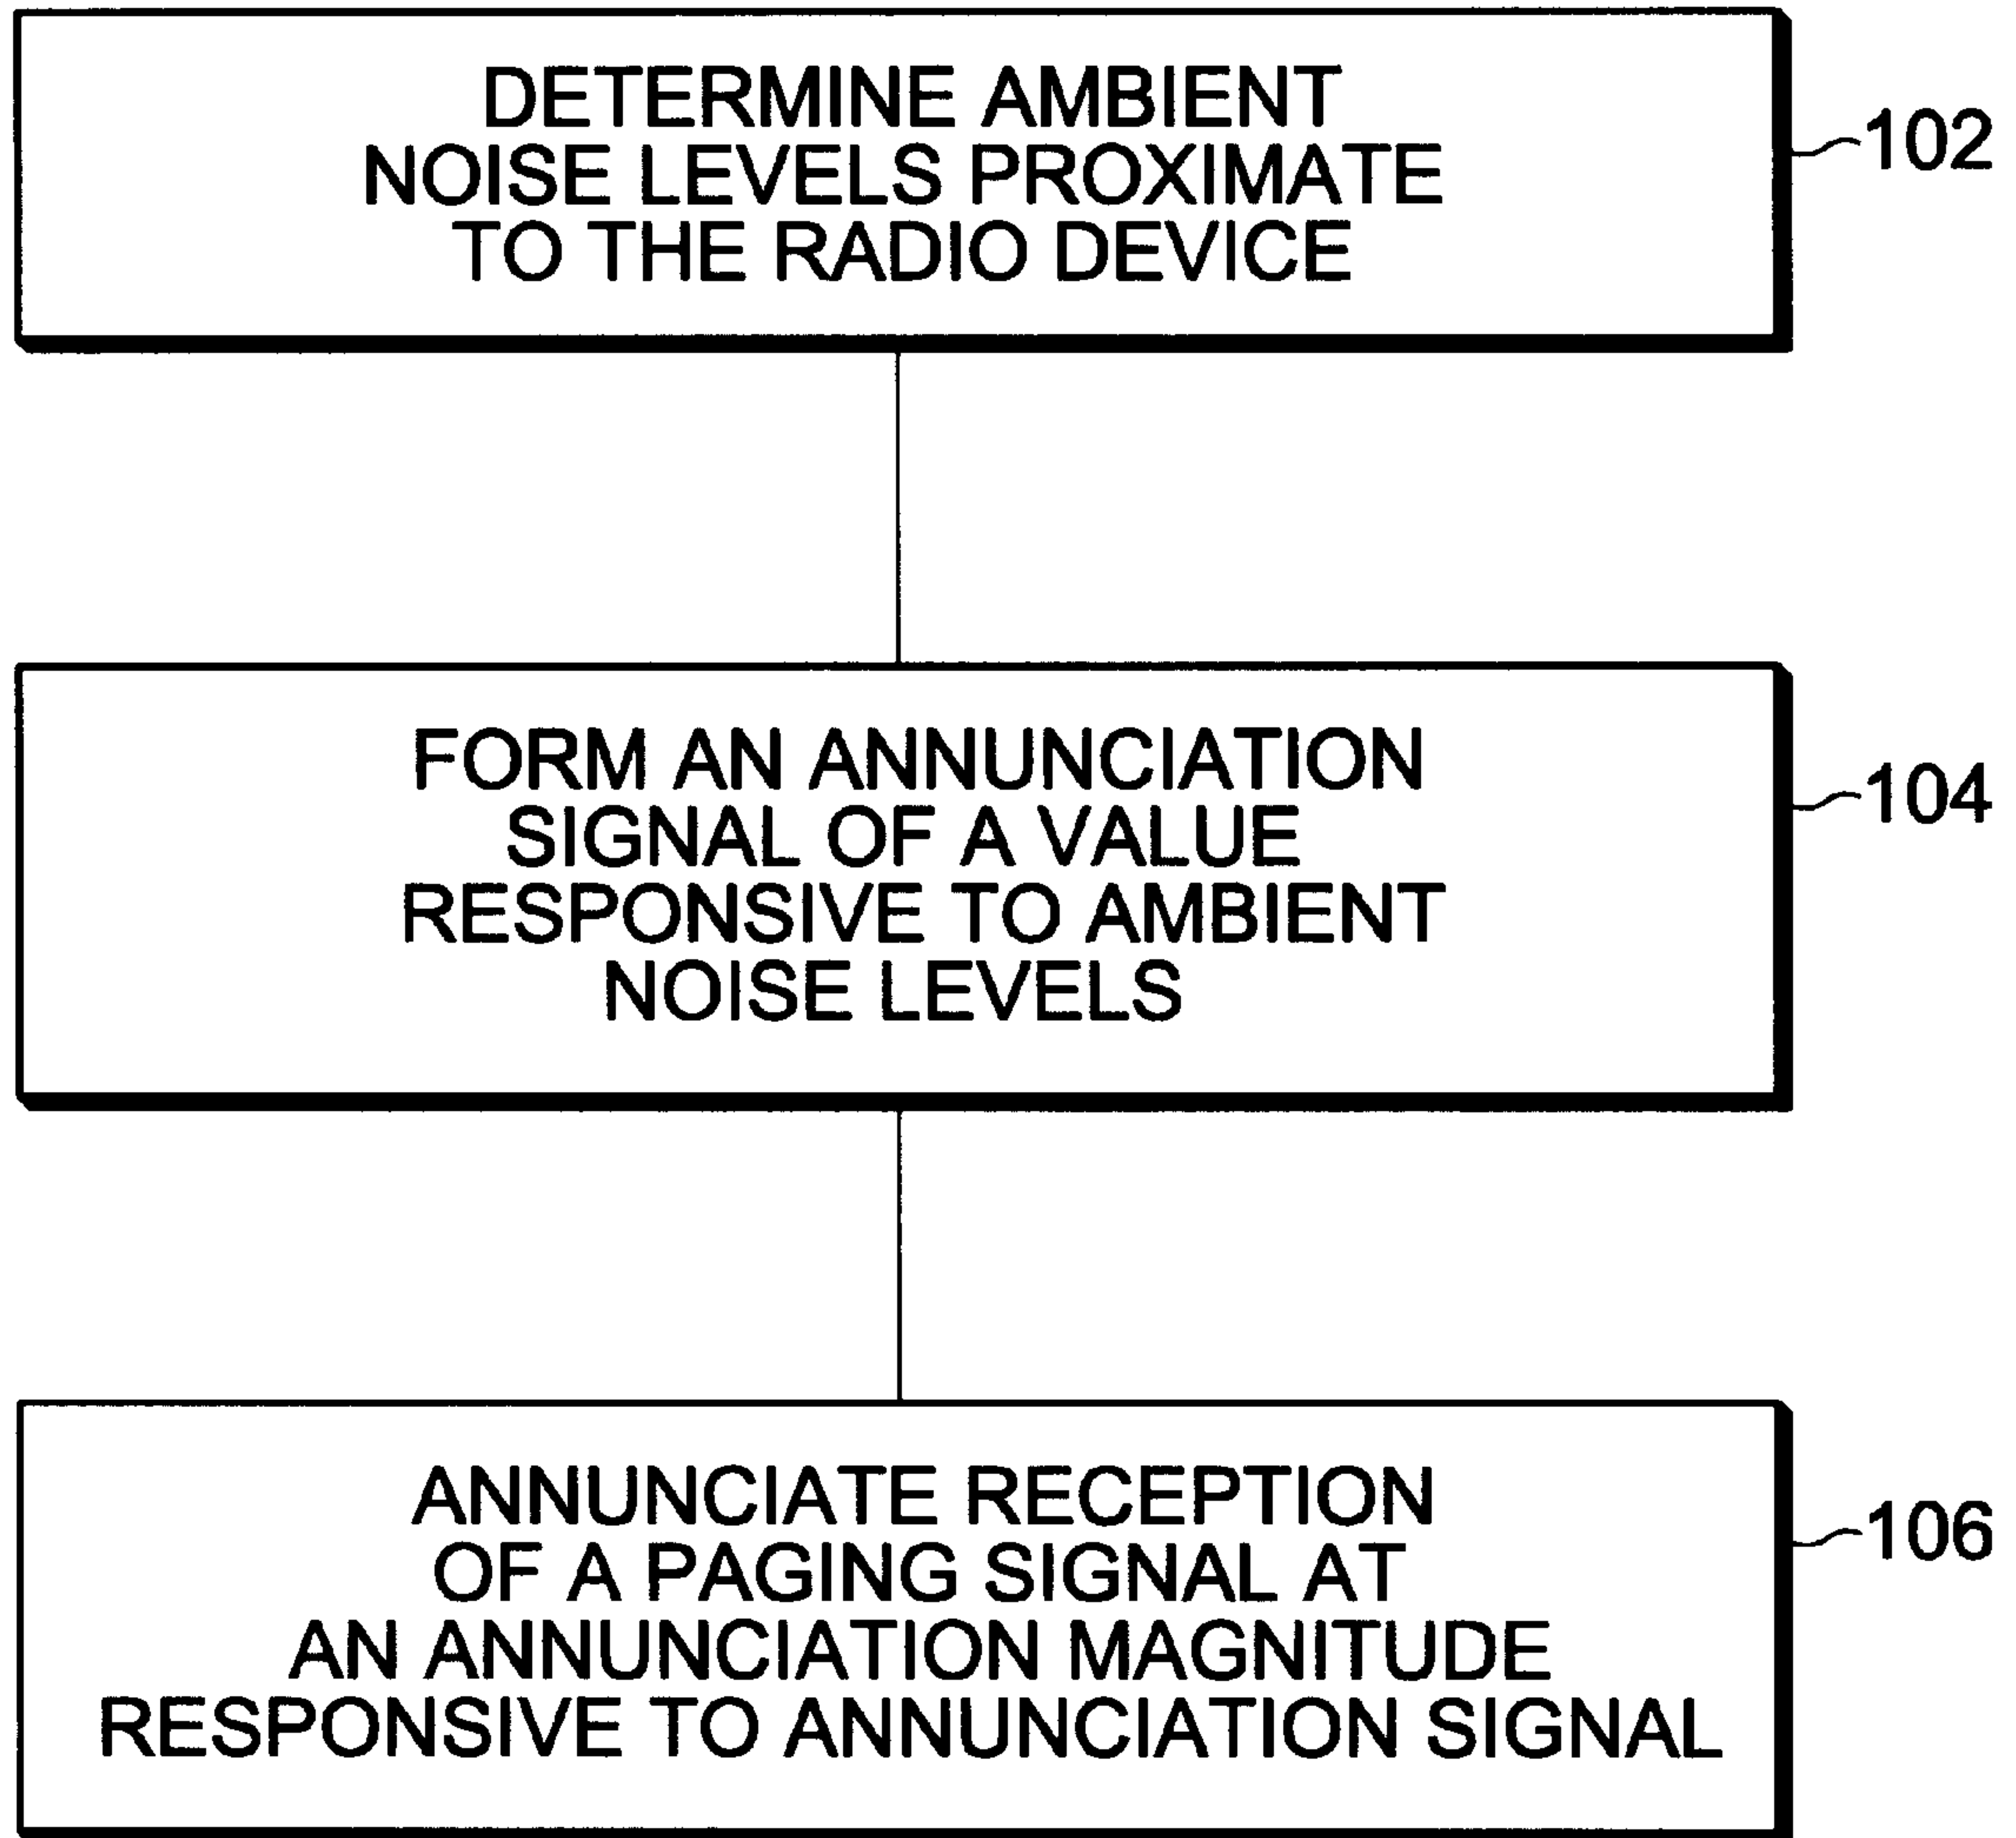 DETERMINE AMBIENT
NOISE LEVELS PROXIMATE
TO THE RADIO DEVICE
102
FORM AN ANNUNCIATION
SIGNAL OF A VALUE
RESPONSIVE TO AMBIENT
NOISE LEVELS
104
ANNUNCIATE RECEPTION
OF A PAGING SIGNAL AT
AN ANNUNCIATION MAGNITUDE
RESPONSIVE TO ANNUNCIATION SIGNAL
106